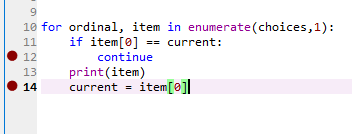 9
10 for ordinal, item in enumerate(choices,1):
11     if item[0] == current:
12         continue
13     print(item)
14     current = item[0]